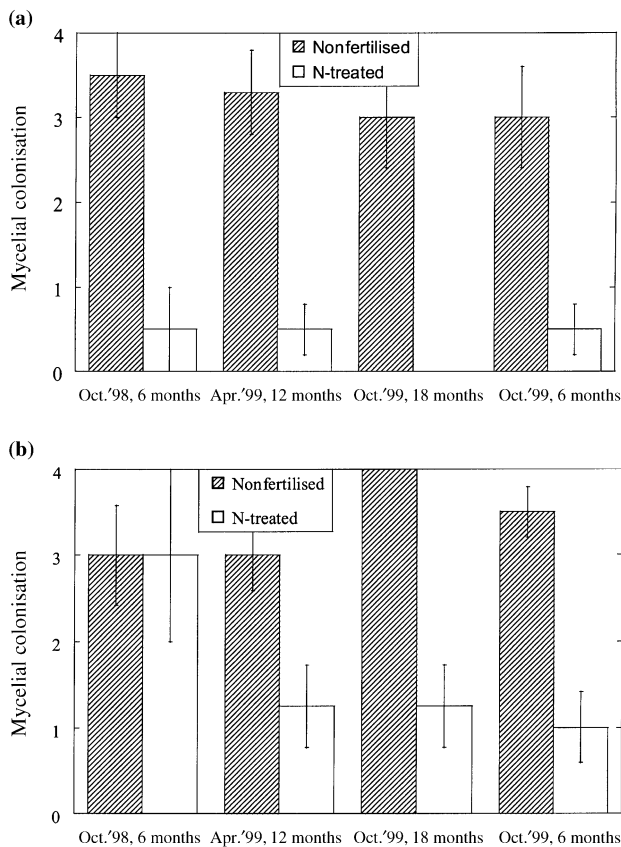 (a)
4
3
2
1
0
Mycelial colonisation
Nonfertilised
N-treated
Oct.'98, 6 months Apr.'99, 12 months Oct.'99, 18 months Oct.'99, 6 months
(b)
4
3
2
1
0
Mycelial colonisation
Nonfertilised
N-treated
Oct.'98, 6 months Apr.'99, 12 months Oct.'99, 18 months Oct.'99, 6 months